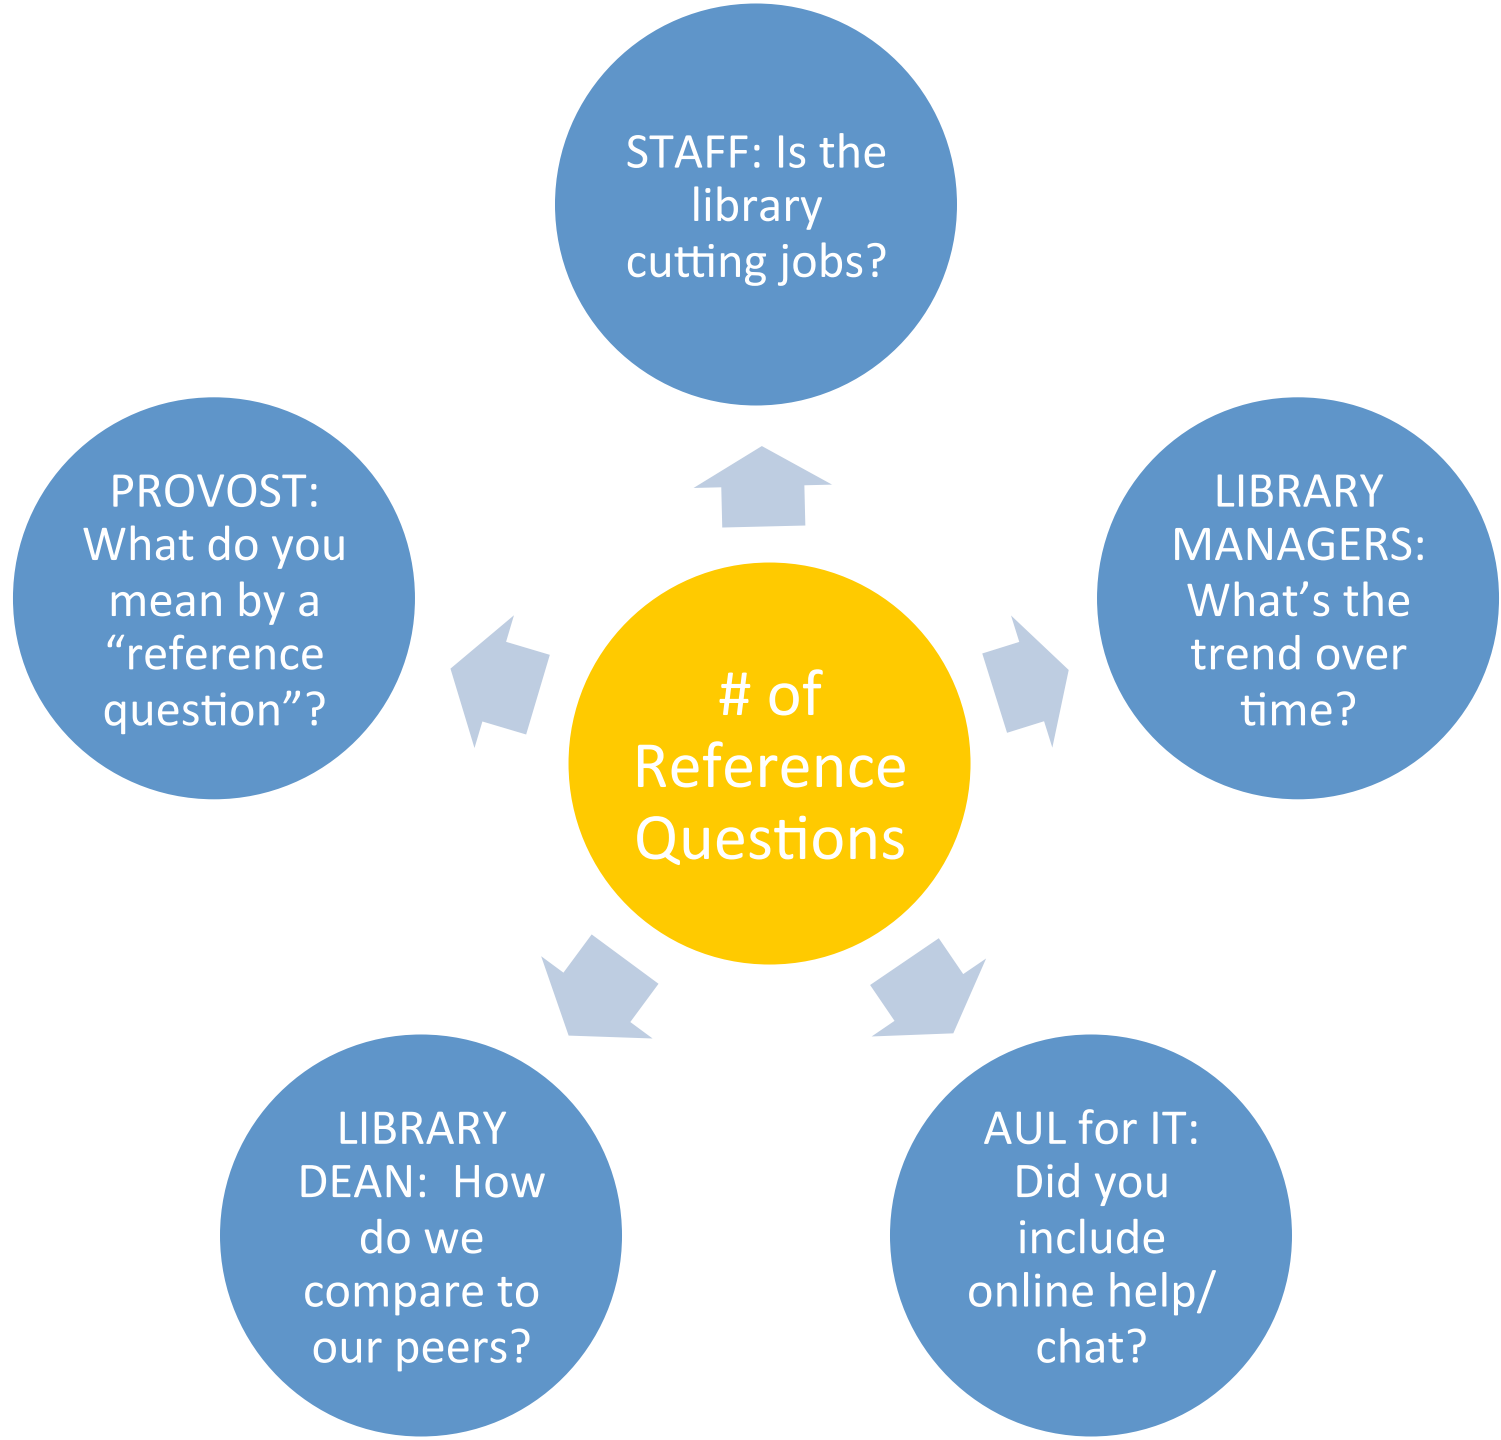 STAFF: Is the
library
cutting jobs?
PROVOST:
What do you
mean by a
“reference
question”?
LIBRARY
MANAGERS:
What’s the
trend over
time?
# of
Reference
Questions
LIBRARY
DEAN:  How
do we
compare to
our peers?
AUL for IT:
Did you
include
online help/
chat?